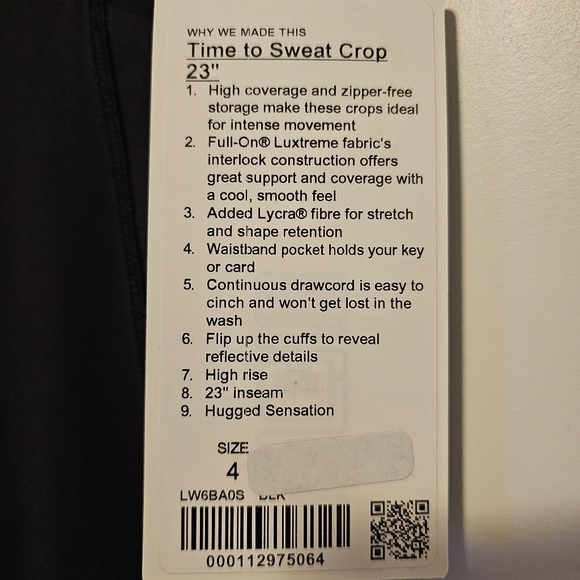 WHY WE MADE THIS
Time to Sweat Crop
23"
1. High coverage and zipper-free
storage make these crops ideal
for intense movement
2. Full-On® Luxtreme fabric's
interlock construction offers
great support and coverage with
a cool, smooth feel
3. Added Lycra® fibre for stretch
and shape retention
4. Waistband pocket holds your key
or card
5. Continuous drawcord is easy to
cinch and won't get lost in the
wash
6. Flip up the cuffs to reveal
reflective details
7. High rise
8. 23" inseam
9. Hugged Sensation
SIZE
4
LW6BA0S BLK
000112975064